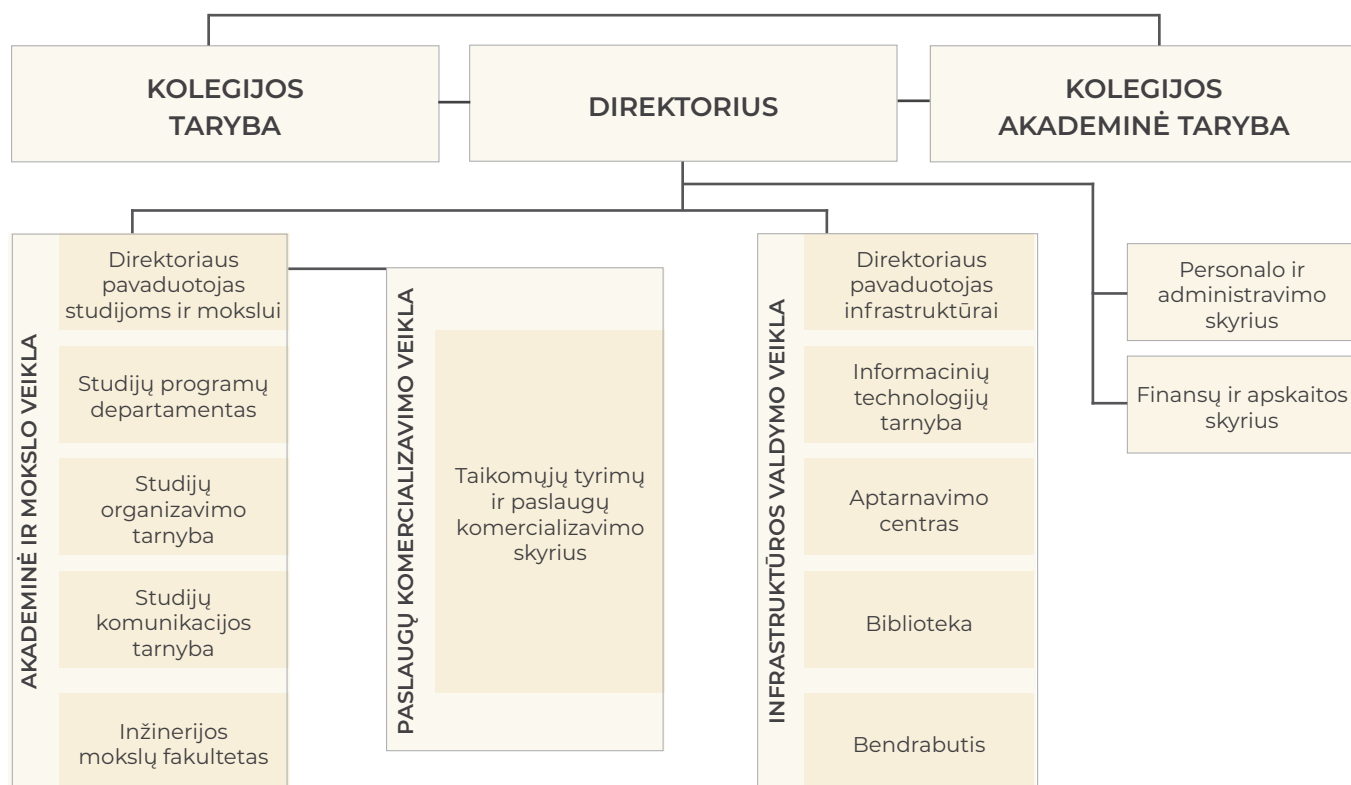 KOLEGIJOS
TARYBA
DIREKTORIUS
KOLEGIJOS
AKADEMINĖ TARYBA
AKADEMINĖ IR MOKSLO VEIKLA
Direktoriaus
pavaduotojas
studijoms ir mokslui
Studijų programų
departamentas
Studijų
organizavimo
tarnyba
Studijų
komunikacijos
tarnyba
Inžinerijos
mokslų fakultetas
PASLAUGŲ KOMERCIALIZAVIMO VEIKLA
Taikomųjų tyrimų
ir paslaugų
komercializavimo
skyrius
INFRASTRUKTŪROS VALDYMO VEIKLA
Direktoriaus
pavaduotojas
infrastruktūrai
Informacinių
technologijų
tarnyba
Aptarnavimo
centras
Biblioteka
Bendrabutis
Personalo ir
administravimo
skyrius
Finansų ir apskaitos
skyrius